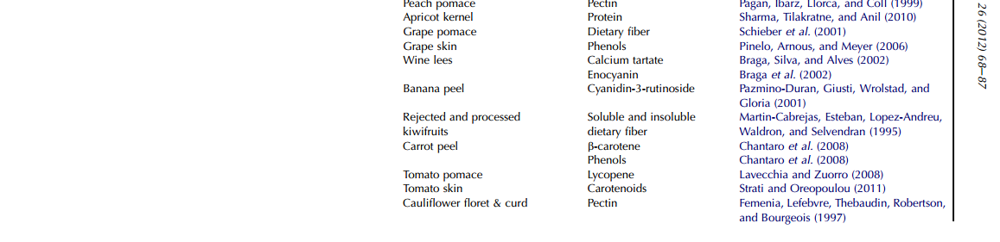 Peach pomace Pectin Pagan, Ibarz, Llorca, and Coll (1999)
Apricot kernel Protein Sharma, Tilakratne, and Anil (2010)
Grape pomace Dietary fiber Schieber et al. (2001)
Grape skin Phenols Pinelo, Arnous, and Meyer (2006)
Wine lees Calcium tartate Braga, Silva, and Alves (2002)
Enocyanin Braga et al. (2002)
Banana peel Cyanidin-3-rutinoside Pazmino-Duran, Giusti, Wrolstad, and
Gloria (2001)
Rejected and processed Soluble and insoluble Martin-Cabrejas, Esteban, Lopez-Andreu,
kiwifruits dietary fiber Waldron, and Selvendran (1995)
Carrot peel β-carotene Chantaro et al. (2008)
Phenols Chantaro et al. (2008)
Tomato pomace Lycopene Lavecchia and Zuorro (2008)
Tomato skin Carotenoids Strati and Oreopoulou (2011)
Cauliflower floret & curd Pectin Femenia, Lefebvre, Thebaudin, Robertson,
and Bourgeois (1997)
26 (2012) 68–87